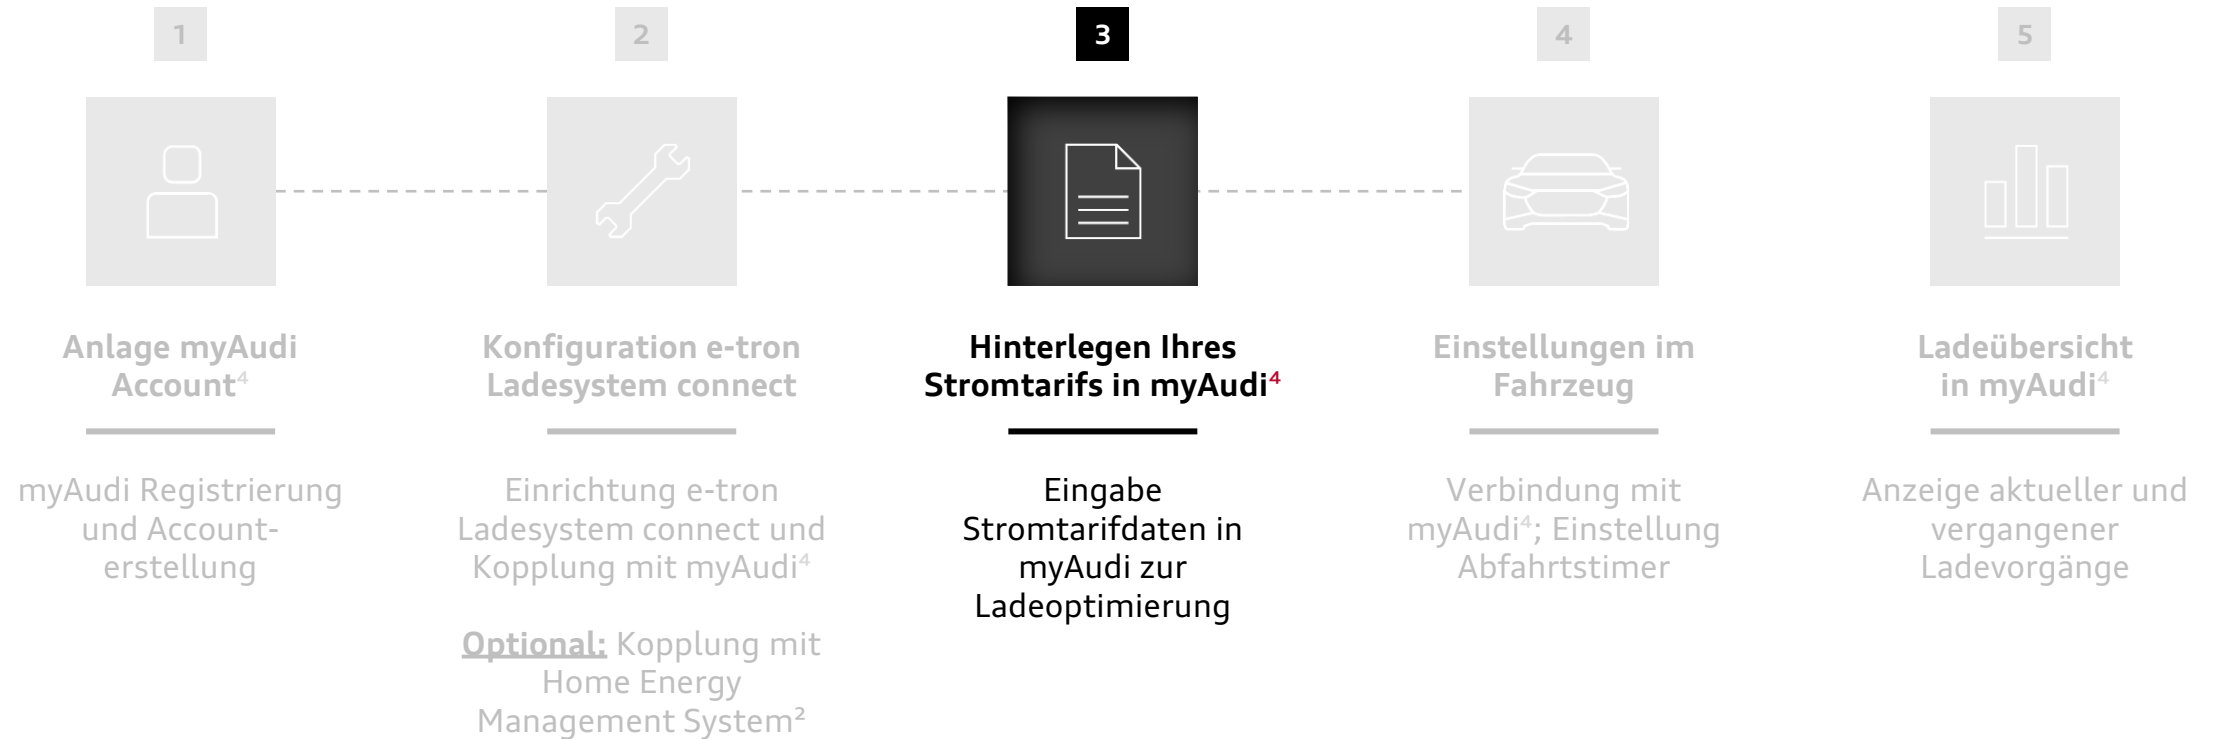 1
Anlage myAudi
Account⁴
myAudi Registrierung
und Account-
erstellung
2
Konfiguration e-tron
Ladesystem connect
Einrichtung e-tron
Ladesystem connect und
Kopplung mit myAudi⁴
Optional: Kopplung mit
Home Energy
Management System²
3
Hinterlegen Ihres
Stromtarifs in myAudi⁴
Eingabe
Stromtarifdaten in
myAudi zur
Ladeoptimierung
4
Einstellungen im
Fahrzeug
Verbindung mit
myAudi⁴; Einstellung
Abfahrtstimer
5
Ladeübersicht
in myAudi⁴
Anzeige aktueller und
vergangener
Ladevorgänge